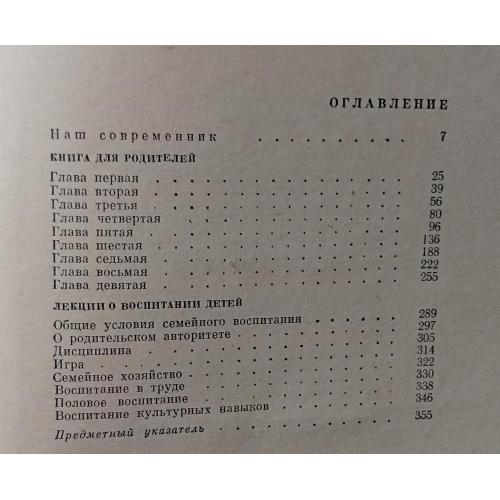 ОГЛАВЛЕНИЕ
Наш современник . . . . . . . . . . 7
КНИГА ДЛЯ РОДИТЕЛЕЙ
Глава первая . . . . . . . . . . . . 25
Глава вторая . . . . . . . . . . . . 39
Глава третья . . . . . . . . . . . . 56
Глава четвертая . . . . . . . . . . . 80
Глава пятая . . . . . . . . . . . . 96
Глава шестая . . . . . . . . . . . . 136
Глава седьмая . . . . . . . . . . . . 188
Глава восьмая . . . . . . . . . . . . 222
Глава девятая . . . . . . . . . . . . 255
ЛЕКЦИИ О ВОСПИТАНИИ ДЕТЕЙ
Общие условия семейного воспитания . . . . . 289
О родительском авторитете . . . . . . . . 297
Дисциплина . . . . . . . . . . . . 305
Игра . . . . . . . . . . . . . . 314
Семейное хозяйство . . . . . . . . . . 322
Воспитание в труде . . . . . . . . . . 330
Половое воспитание . . . . . . . . . . 338
Воспитание культурных навыков . . . . . . 346
Предметный указатель . . . . . . . . . 355